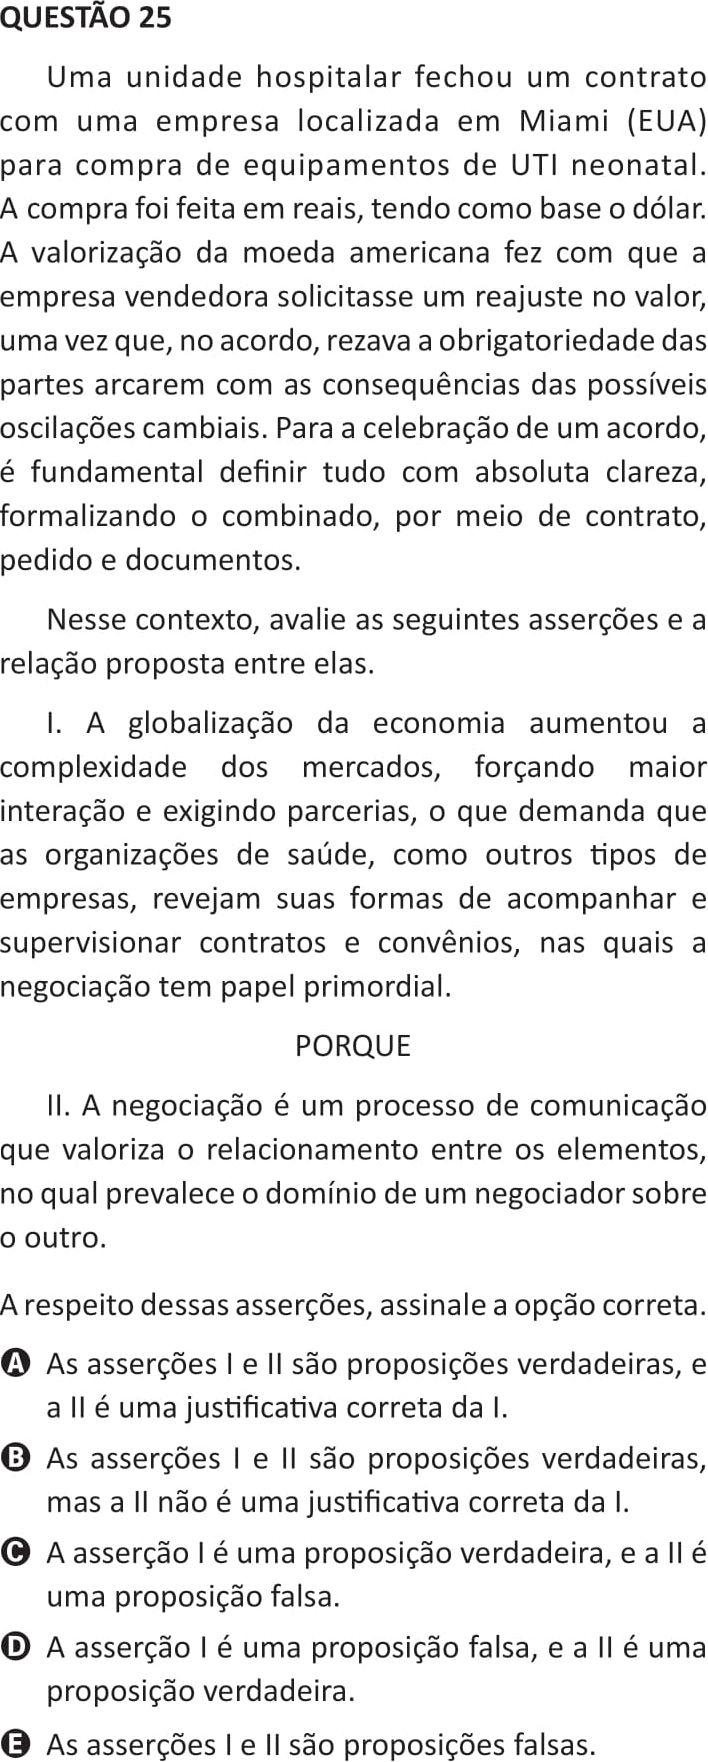 QUESTÃO 25
Uma unidade hospitalar fechou um contrato
com uma empresa localizada em Miami (EUA)
para compra de equipamentos de UTI neonatal.
A compra foi feita em reais, tendo como base o dólar.
A valorização da moeda americana fez com que a
empresa vendedora solicitasse um reajuste no valor,
uma vez que, no acordo, rezava a obrigatoriedade das
partes arcarem com as consequências das possíveis
oscilações cambiais. Para a celebração de um acordo,
é fundamental definir tudo com absoluta clareza,
formalizando o combinado, por meio de contrato,
pedido e documentos.
Nesse contexto, avalie as seguintes asserções e a
relação proposta entre elas.
I. A globalização da economia aumentou a
complexidade dos mercados, forçando maior
interação e exigindo parcerias, o que demanda que
as organizações de saúde, como outros tipos de
empresas, revejam suas formas de acompanhar e
supervisionar contratos e convênios, nas quais a
negociação tem papel primordial.
PORQUE
II. A negociação é um processo de comunicação
que valoriza o relacionamento entre os elementos,
no qual prevalece o domínio de um negociador sobre
o outro.
A respeito dessas asserções, assinale a opção correta.
A As asserções I e II são proposições verdadeiras, e
a II é uma justificativa correta da I.
B As asserções I e II são proposições verdadeiras,
mas a II não é uma justificativa correta da I.
C A asserção I é uma proposição verdadeira, e a II é
uma proposição falsa.
D A asserção I é uma proposição falsa, e a II é uma
proposição verdadeira.
E As asserções I e II são proposições falsas.